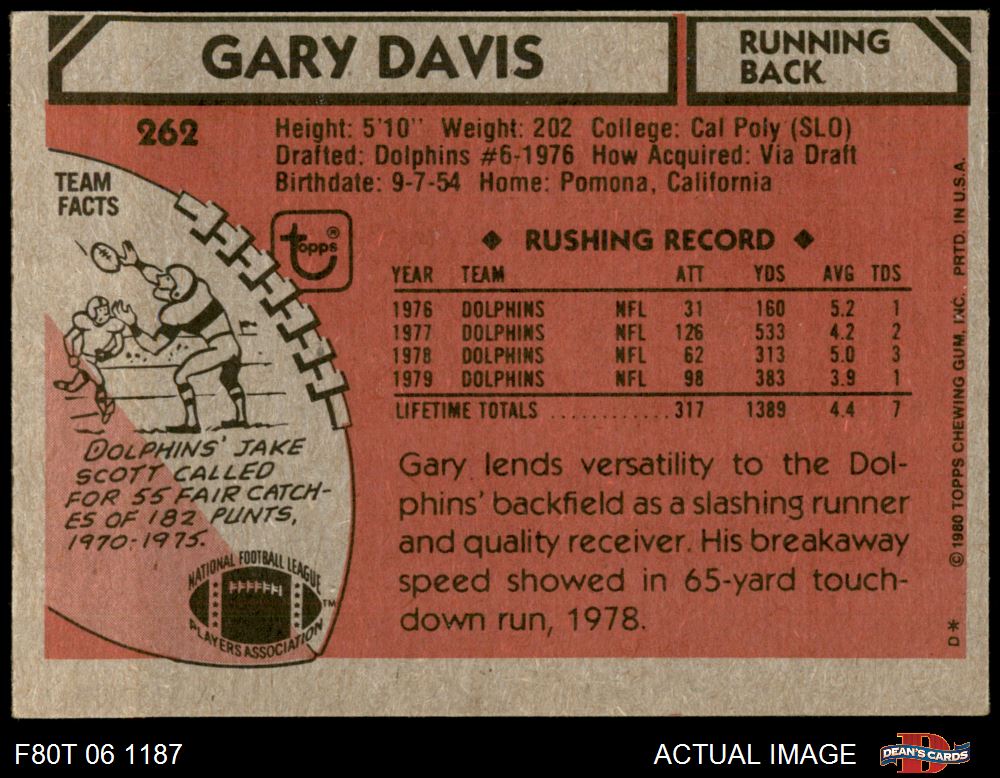 GARY DAVIS
RUNNING
BACK
262
Height: 5'10" Weight: 202 College: Cal Poly (SLO)
Drafted: Dolphins #6-1976 How Acquired: Via Draft
Birthdate: 9-7-54 Home: Pomona, California
TEAM
FACTS
topps®
◆ RUSHING RECORD ◆
YEAR TEAM ATT YDS AVG TDS
1976 DOLPHINS NFL 31 160 5.2 1
1977 DOLPHINS NFL 126 533 4.2 2
1978 DOLPHINS NFL 62 313 5.0 3
1979 DOLPHINS NFL 98 383 3.9 1
LIFETIME TOTALS ............ 317 1389 4.4 7
DOLPHINS' JAKE
SCOTT CALLED
FOR 55 FAIR CATCH-
ES OF 182 PUNTS,
1970-1975.
NATIONAL FOOTBALL LEAGUE
PLAYERS ASSOCIATION
TM
Gary lends versatility to the Dol-
phins' backfield as a slashing runner
and quality receiver. His breakaway
speed showed in 65-yard touch-
down run, 1978.
D* © 1980 TOPPS CHEWING GUM, INC. PRTD. IN U.S.A.
F80T 06 1187
ACTUAL IMAGE
D
DEAN'S CARDS